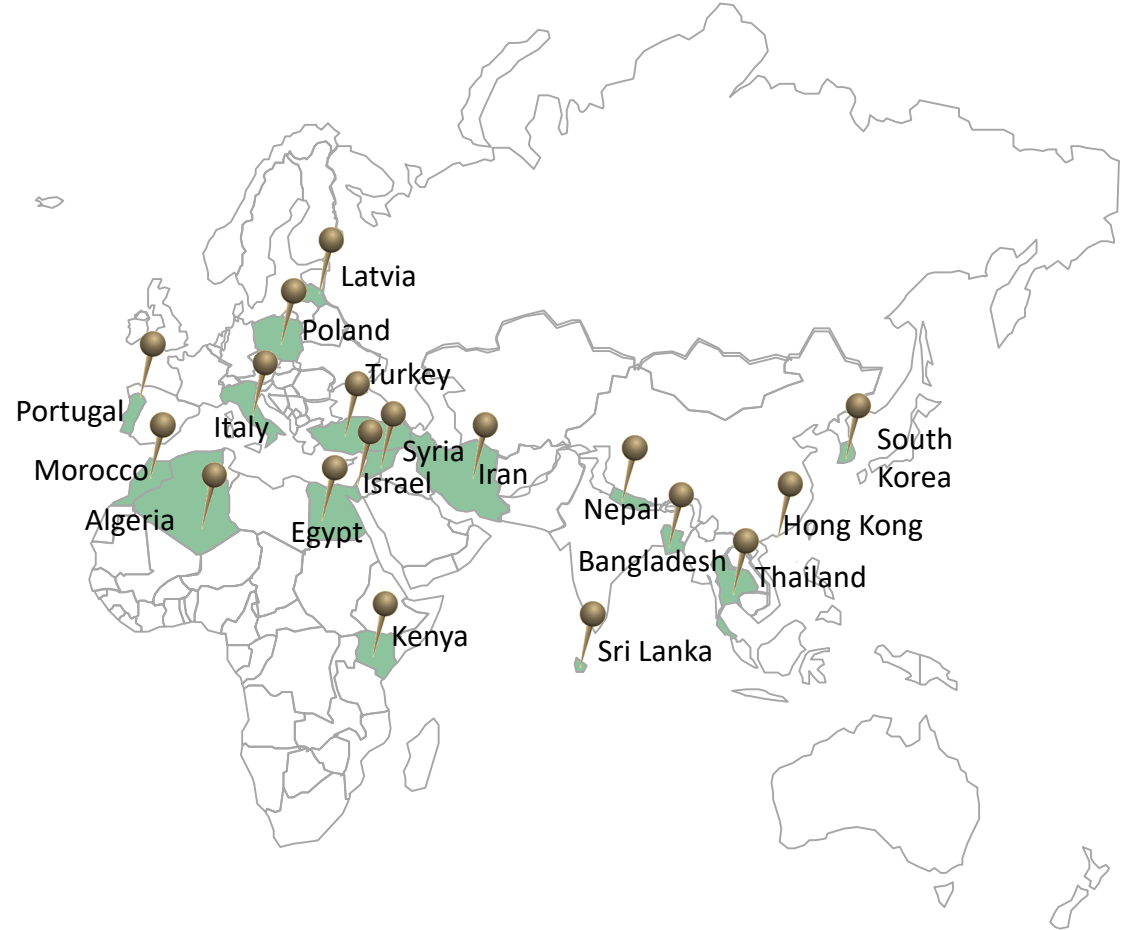 Latvia
Poland
Turkey
Portugal
Italy
Syria
South
Korea
Morocco
Iran
Israel
Nepal
Algeria
Egypt
Hong Kong
Bangladesh
Thailand
Kenya
Sri Lanka